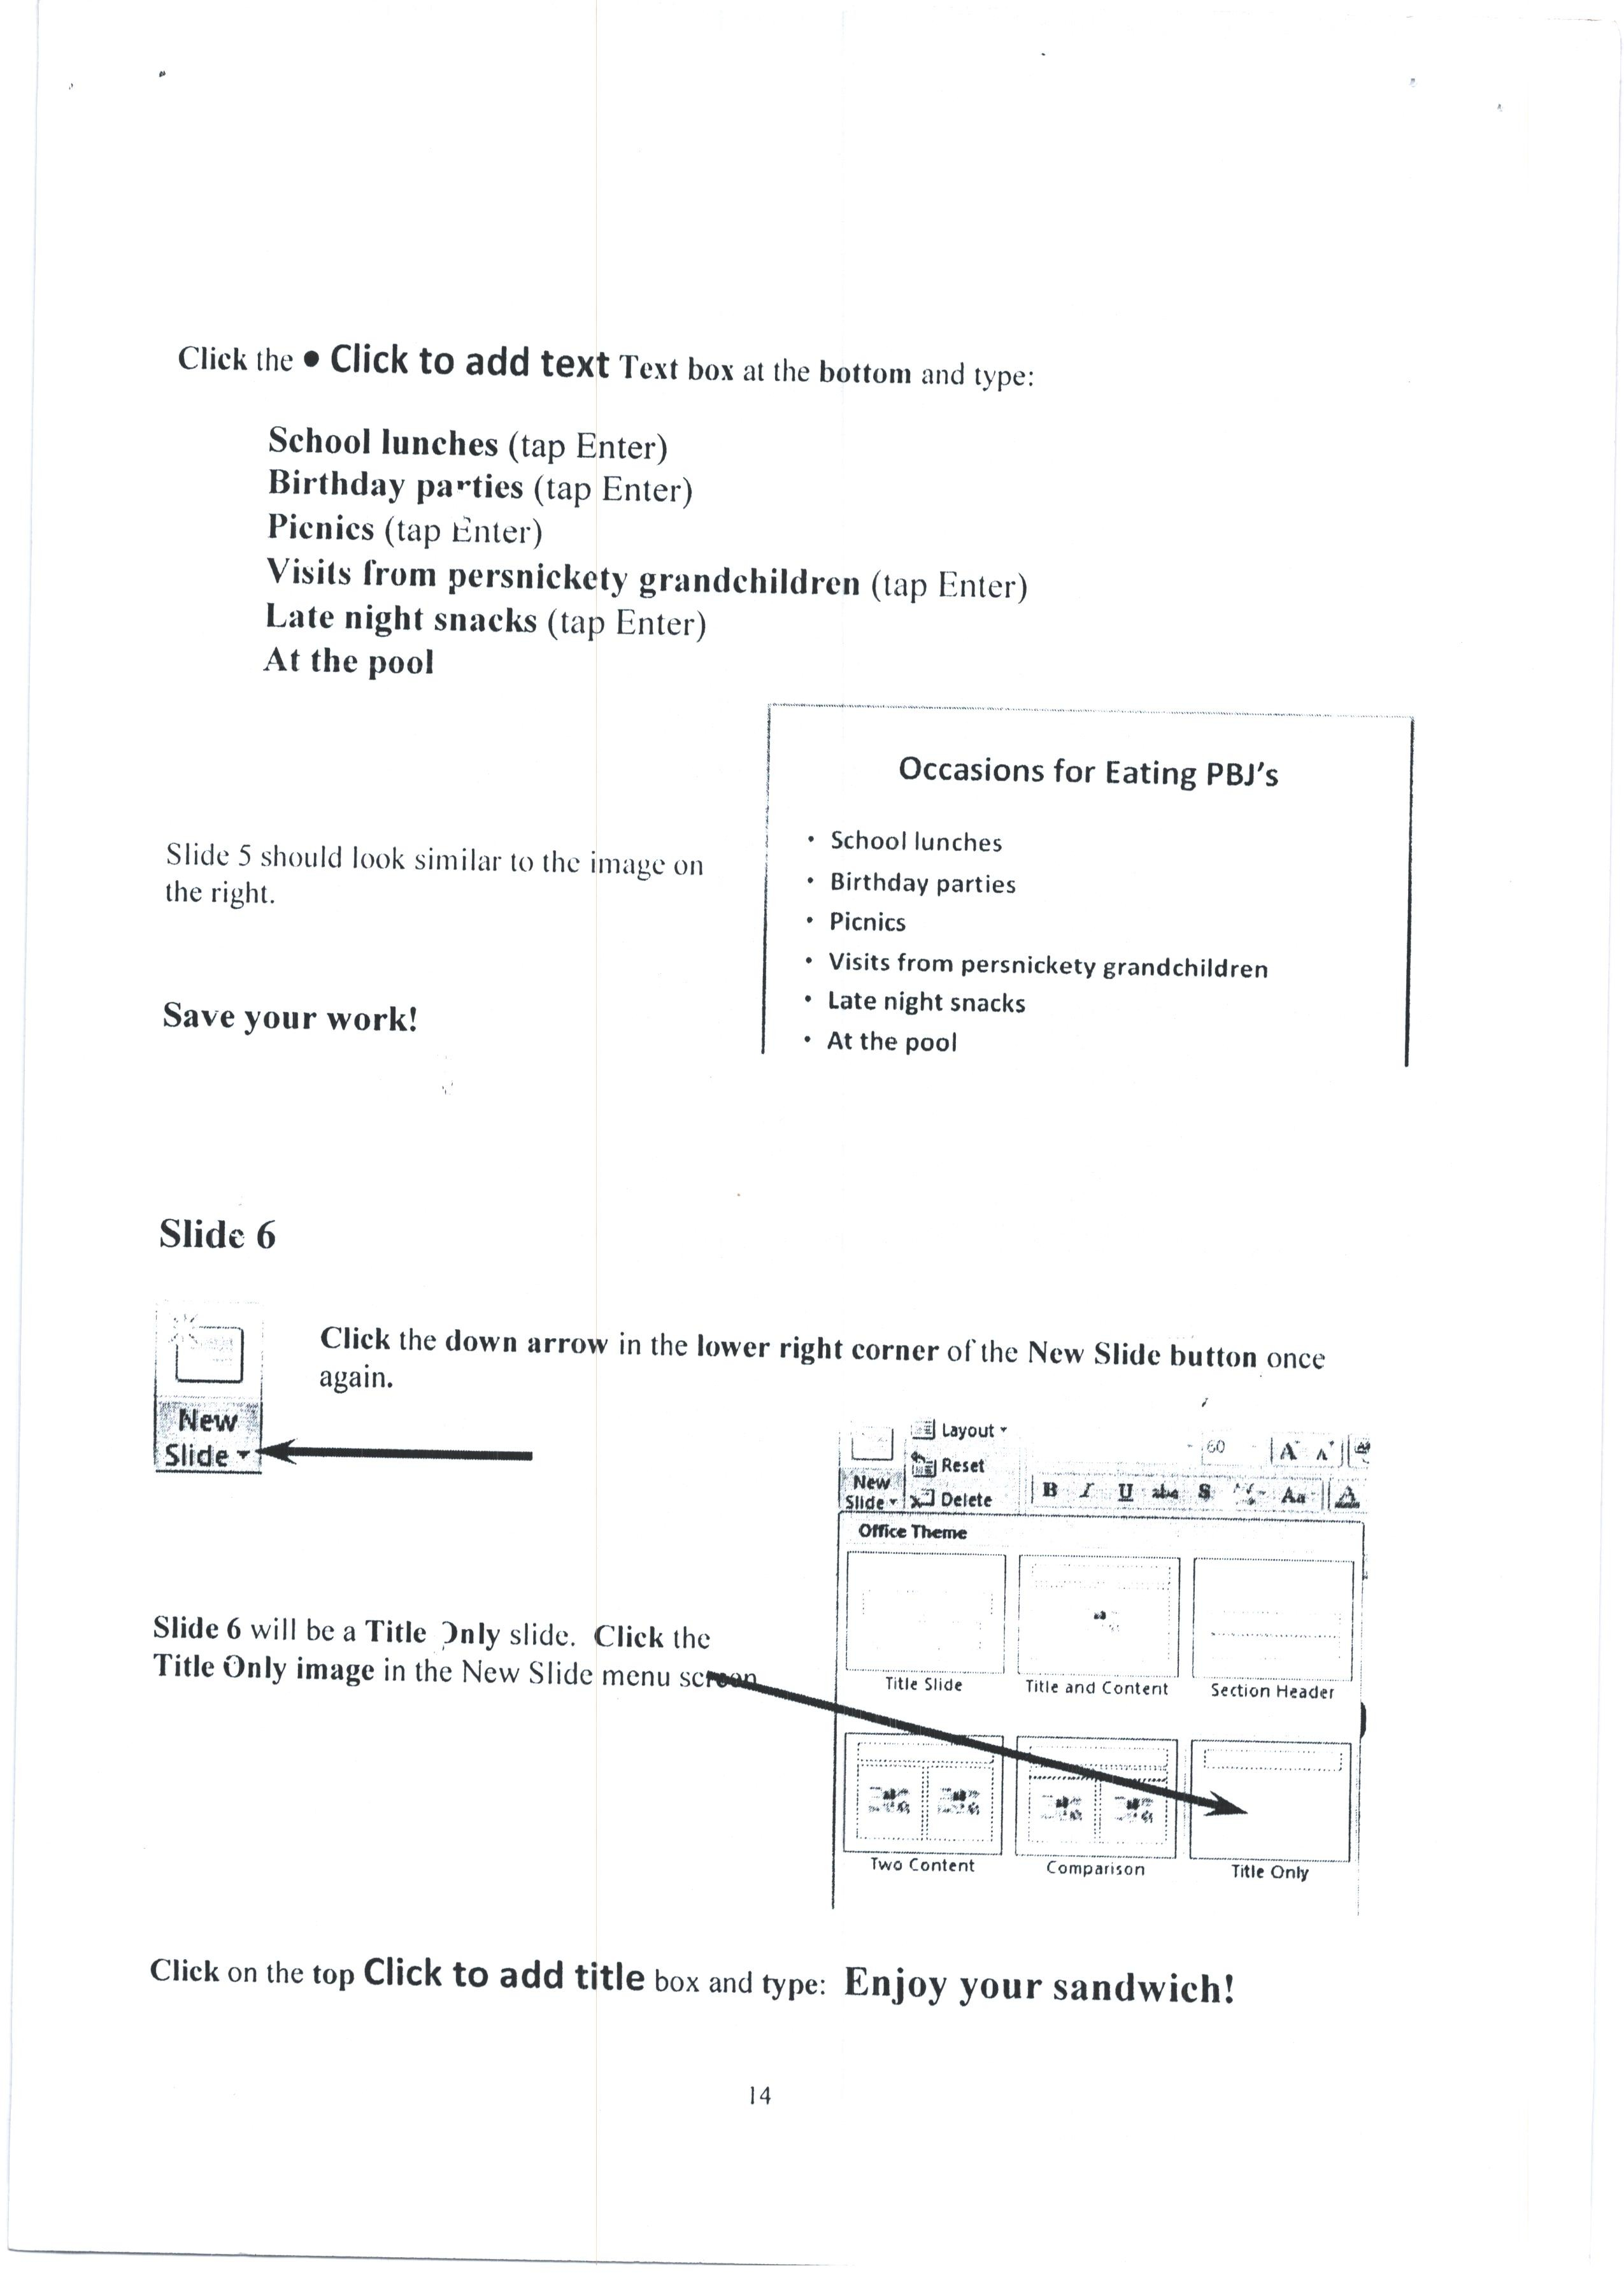 Click the • Click to add text Text box at the bottom and type:
School lunches (tap Enter)
Birthday parties (tap Enter)
Picnics (tap Enter)
Visits from persnickety grandchildren (tap Enter)
Late night snacks (tap Enter)
At the pool
Occasions for Eating PBJ's
• School lunches
• Birthday parties
• Picnics
• Visits from persnickety grandchildren
• Late night snacks
• At the pool
Slide 5 should look similar to the image on
the right.
Save your work!
Slide 6
New
Slide
Click the down arrow in the lower right corner of the New Slide button once
again.
Layout
Reset
Delete
New
Slide
60
A A
B I U abc S Aa A
Office Theme
Title Slide
Title and Content
Section Header
Two Content
Comparison
Title Only
Slide 6 will be a Title Only slide. Click the
Title Only image in the New Slide menu screen
Click on the top Click to add title box and type: Enjoy your sandwich!
14